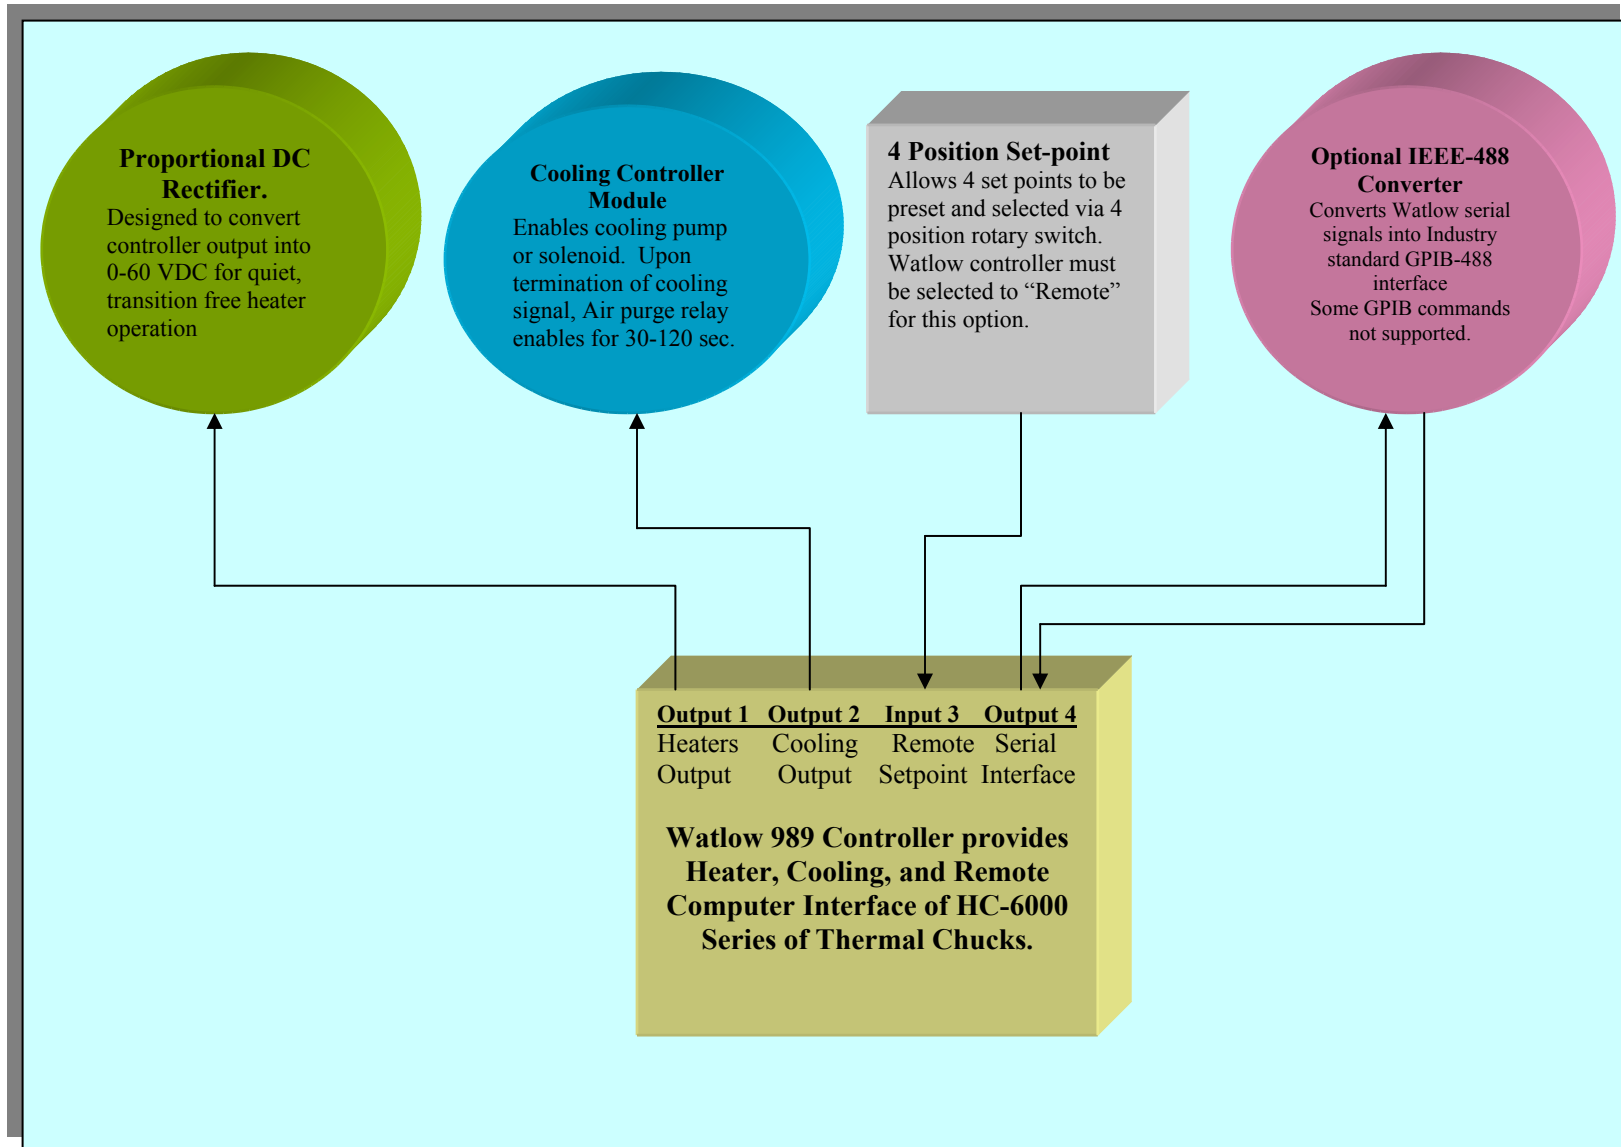 Proportional DC
Rectifier.
Designed to convert
controller output into
0-60 VDC for quiet,
transition free heater
operation
Cooling Controller
Module
Enables cooling pump
or solenoid.  Upon
termination of cooling
signal, Air purge relay
enables for 30-120 sec.
4 Position Set-point
Allows 4 set points to be
preset and selected via 4
position rotary switch.
Watlow controller must
be selected to “Remote”
for this option.
Optional IEEE-488
Converter
Converts Watlow serial
signals into Industry
standard GPIB-488
interface
Some GPIB commands
not supported.
Output 1 Output 2 Input 3 Output 4
Heaters Cooling Remote Serial
Output Output Setpoint Interface
Watlow 989 Controller provides
Heater, Cooling, and Remote
Computer Interface of HC-6000
Series of Thermal Chucks.